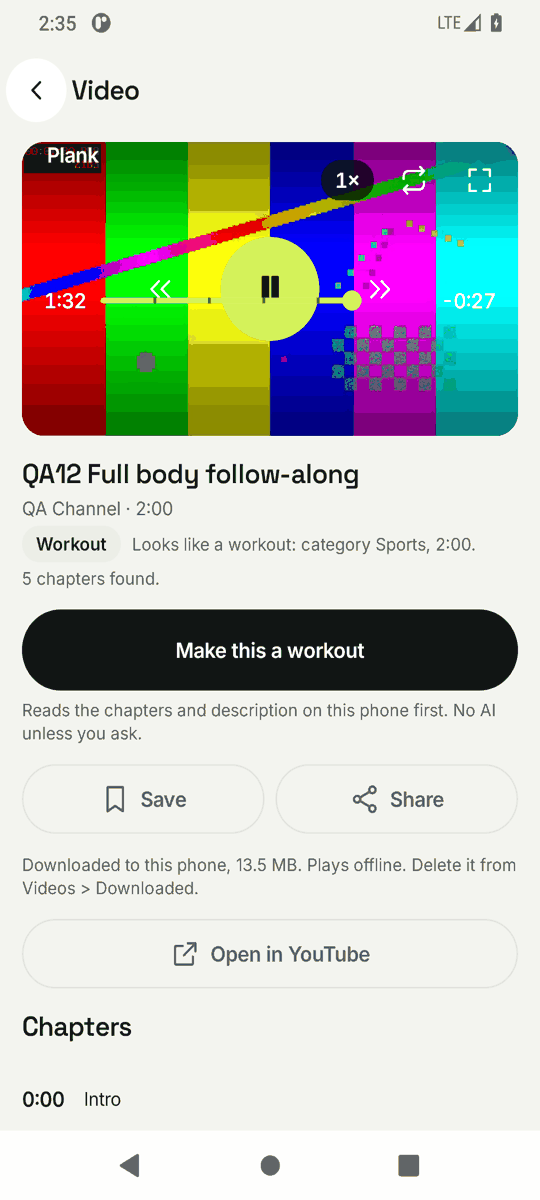 2:35
LTE
Video
Plank
1×
1:32
-0:27
QA12 Full body follow-along
QA Channel · 2:00
Workout
Looks like a workout: category Sports, 2:00.
5 chapters found.
Make this a workout
Reads the chapters and description on this phone first. No AI
unless you ask.
Save
Share
Downloaded to this phone, 13.5 MB. Plays offline. Delete it from
Videos > Downloaded.
Open in YouTube
Chapters
0:00 Intro